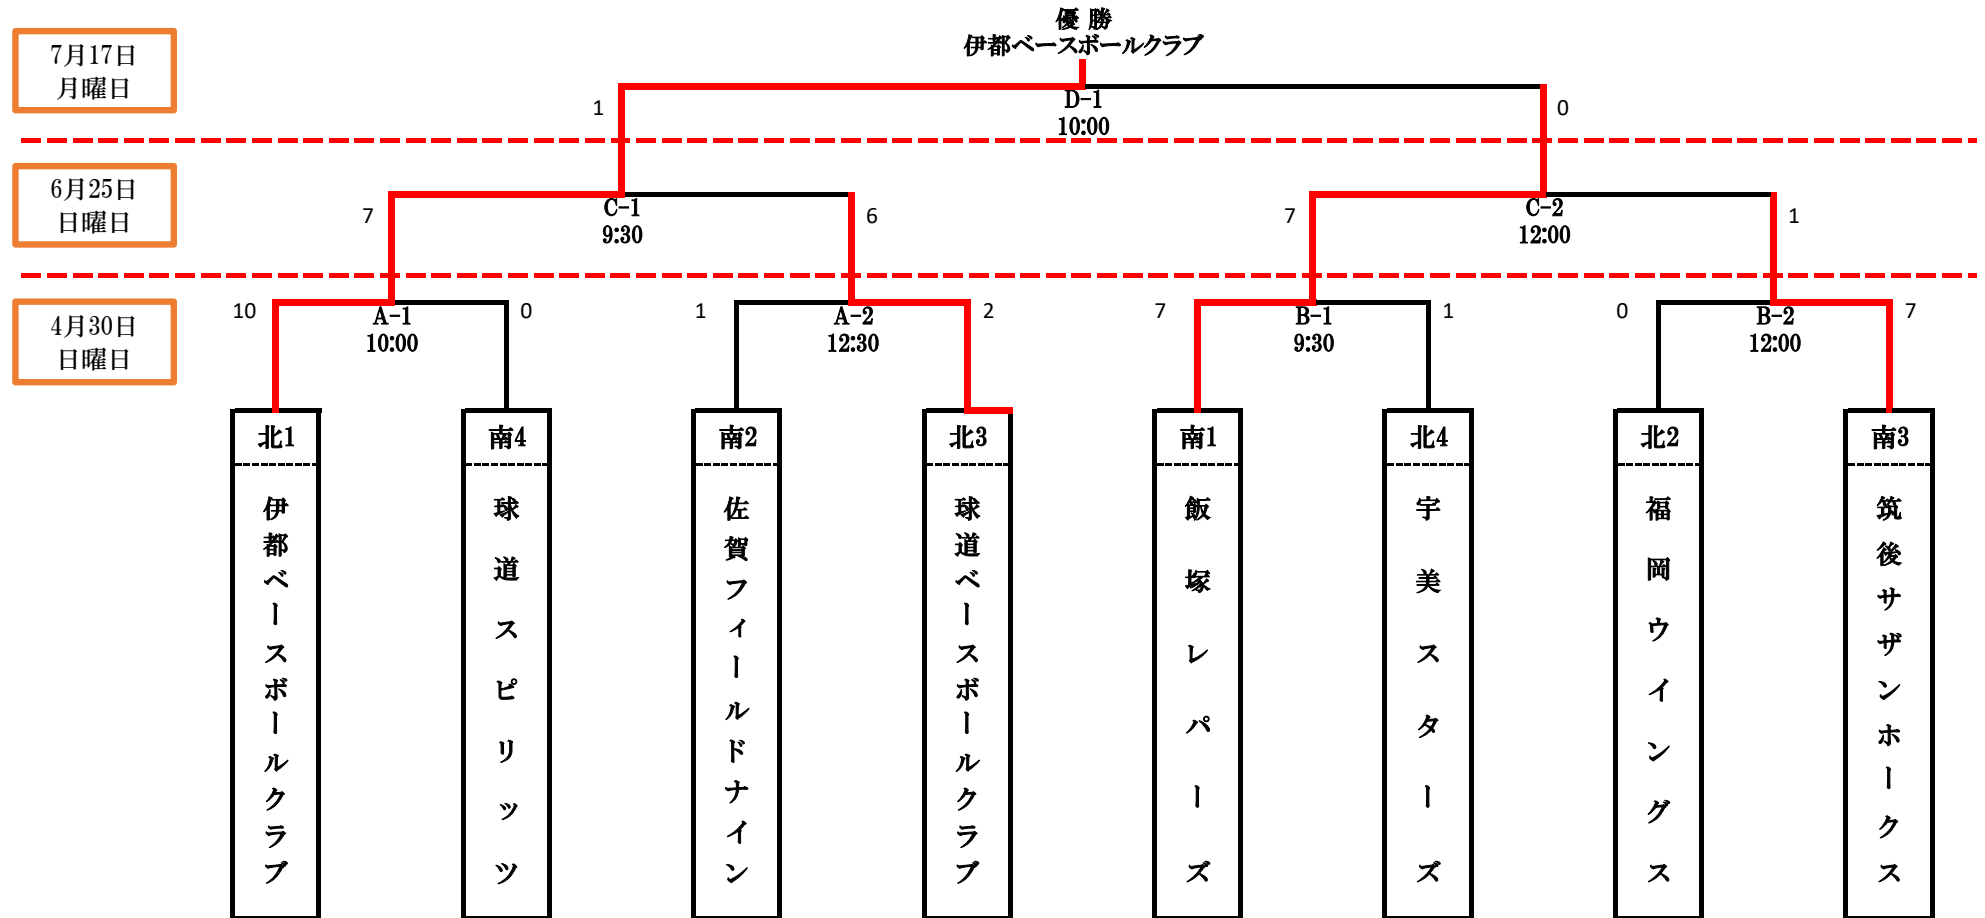 優 勝
伊都ベースボールクラブ
7月17日
月曜日
1
D-1
10:00
0
6月25日
日曜日
7
C-1
9:30
6
7
C-2
12:00
1
4月30日
日曜日
10
A-1
10:00
0
1
A-2
12:30
2
7
B-1
9:30
1
0
B-2
12:00
7
北1
伊都ベースボールクラブ
南4
球道スピリッツ
南2
佐賀フィールドナイン
北3
球道ベースボールクラブ
南1
飯塚レパーズ
北4
宇美スターズ
北2
福岡ウイングス
南3
筑後サザンホークス